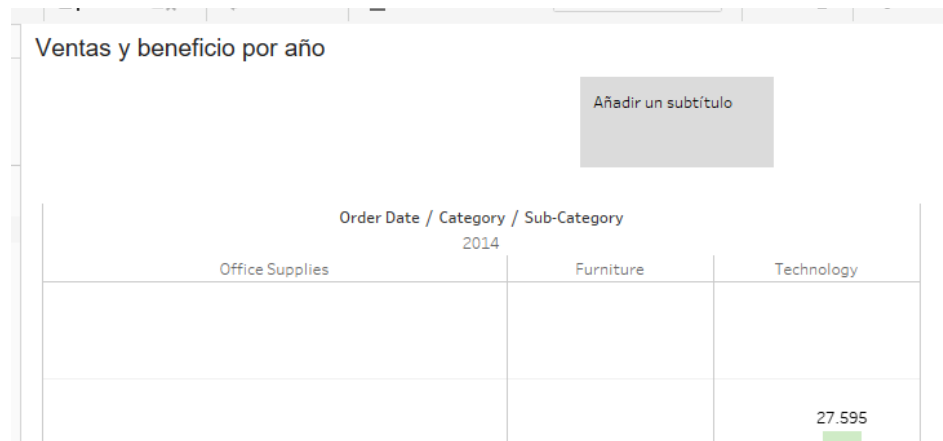 Ventas y beneficio por año
Añadir un subtítulo
Order Date / Category / Sub-Category
2014
Office Supplies
Furniture
Technology
27.595